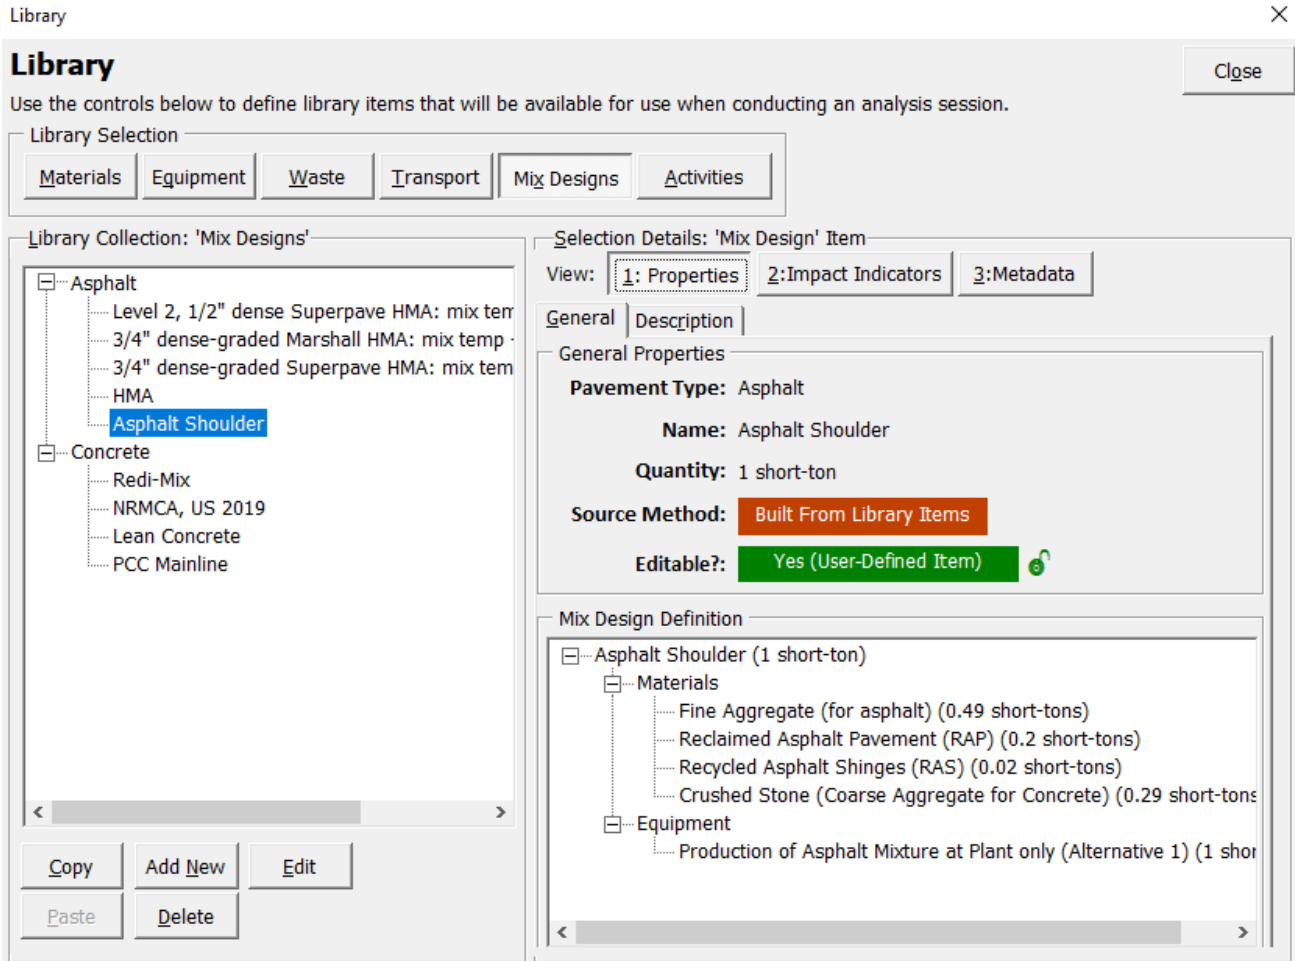 Library
Library
Close
Use the controls below to define library items that will be available for use when conducting an analysis session.
Library Selection
Materials
Equipment
Waste
Transport
Mix Designs
Activities
Library Collection: 'Mix Designs'
Asphalt
Level 2, 1/2" dense Superpave HMA: mix tem
3/4" dense-graded Marshall HMA: mix temp -
3/4" dense-graded Superpave HMA: mix tem
HMA
Asphalt Shoulder
Concrete
Redi-Mix
NRMCA, US 2019
Lean Concrete
PCC Mainline
Copy
Add New
Edit
Paste
Delete
Selection Details: 'Mix Design' Item
View:
1: Properties
2:Impact Indicators
3:Metadata
General
Description
General Properties
Pavement Type: Asphalt
Name: Asphalt Shoulder
Quantity: 1 short-ton
Source Method: Built From Library Items
Editable?: Yes (User-Defined Item)
Mix Design Definition
Asphalt Shoulder (1 short-ton)
Materials
Fine Aggregate (for asphalt) (0.49 short-tons)
Reclaimed Asphalt Pavement (RAP) (0.2 short-tons)
Recycled Asphalt Shinges (RAS) (0.02 short-tons)
Crushed Stone (Coarse Aggregate for Concrete) (0.29 short-tons
Equipment
Production of Asphalt Mixture at Plant only (Alternative 1) (1 shor